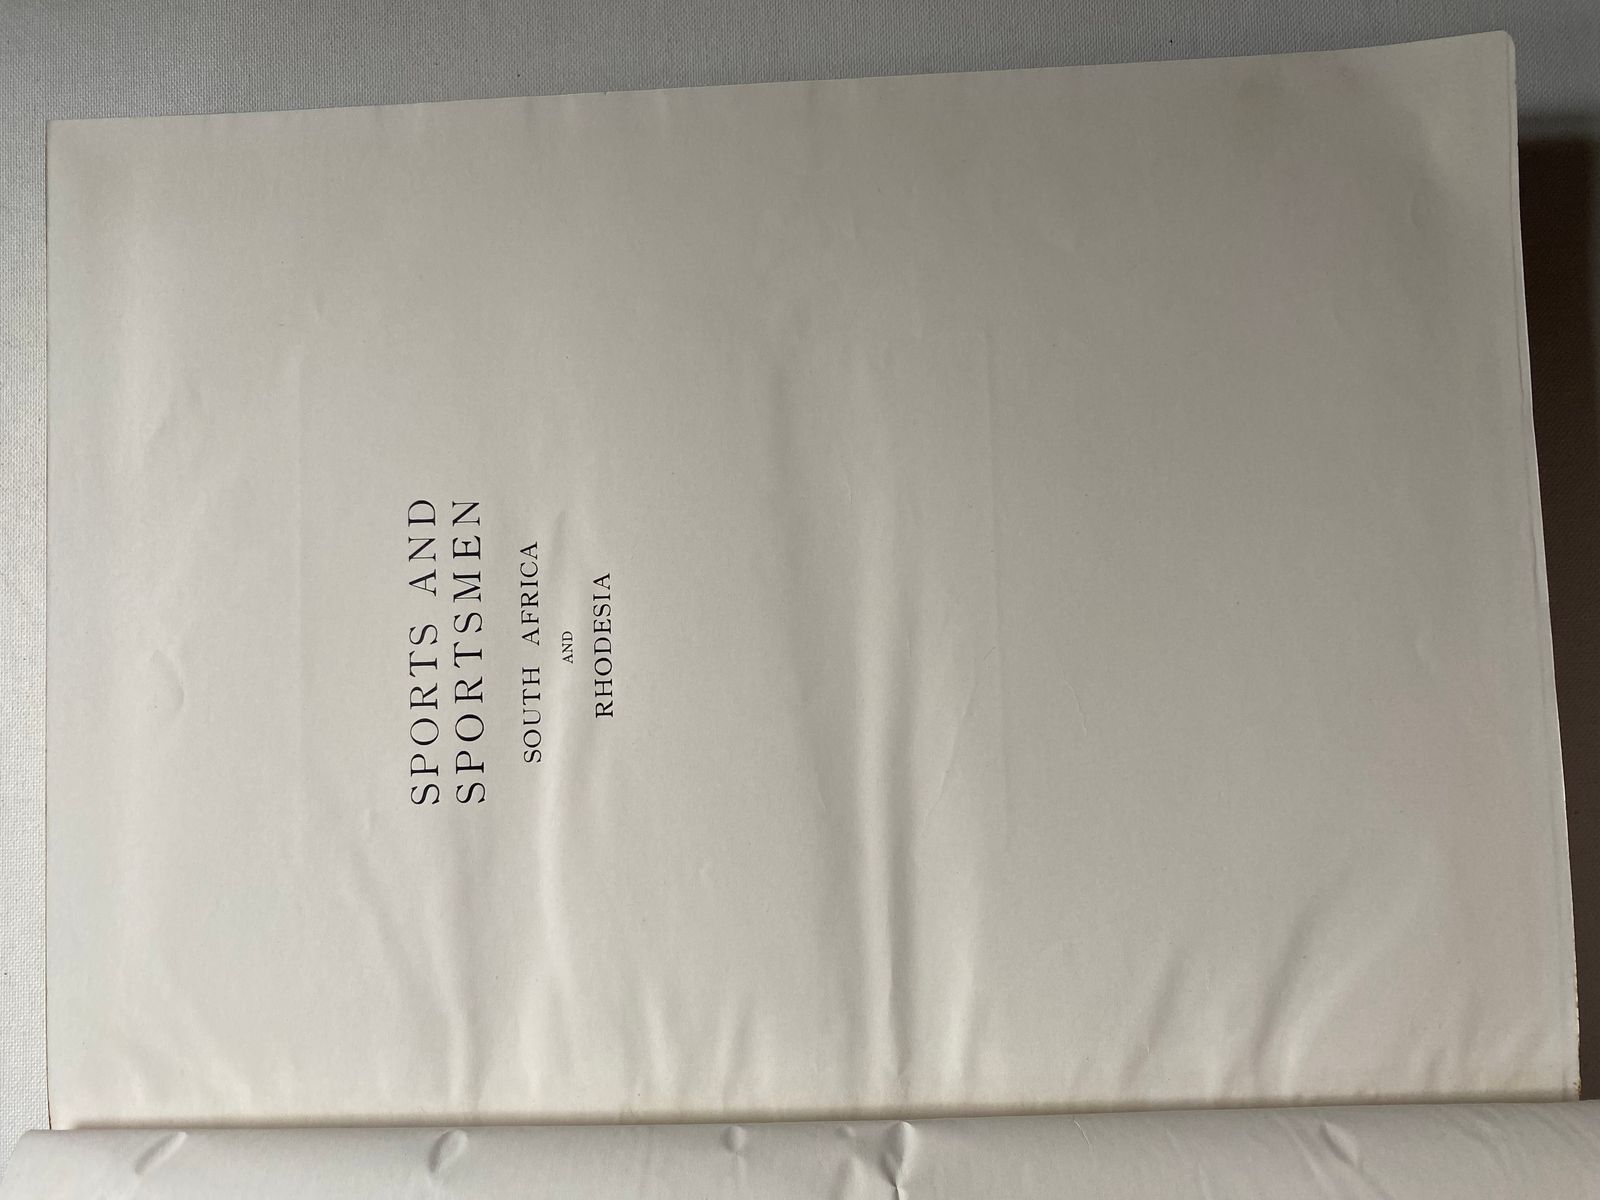 SPORTS AND
SPORTSMEN
SOUTH AFRICA
AND
RHODESIA